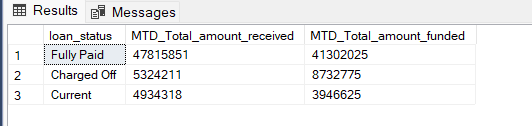 Results Messages
loan_status MTD_Total_amount_received MTD_Total_amount_funded
1 Fully Paid 47815851 41302025
2 Charged Off 5324211 8732775
3 Current 4934318 3946625